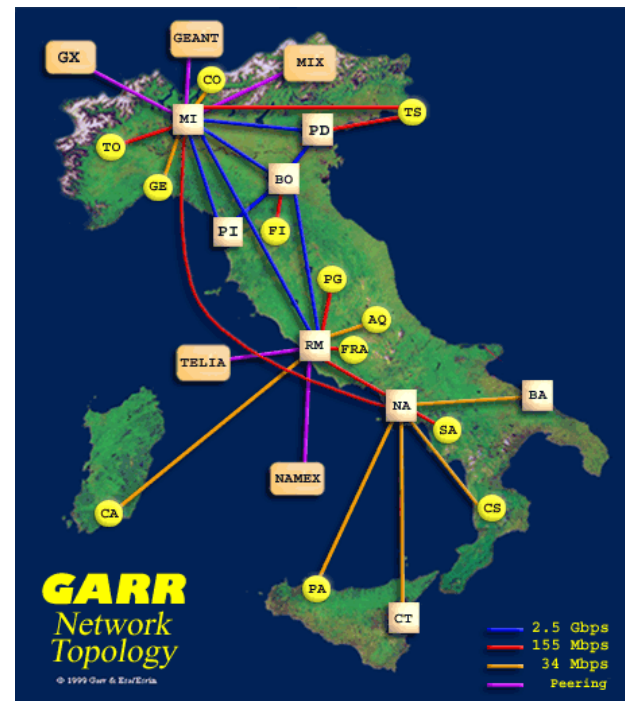 GEANT
GX
MIX
CO
MI
TS
PD
TO
BO
GE
PI
FI
PG
AQ
RM
FRA
TELIA
BA
NA
SA
NAMEX
CS
CA
PA
CT
GARR
Network
Topology
© 1999 Garr & Esa/Esrin
2.5 Gbps
155 Mbps
34 Mbps
Peering